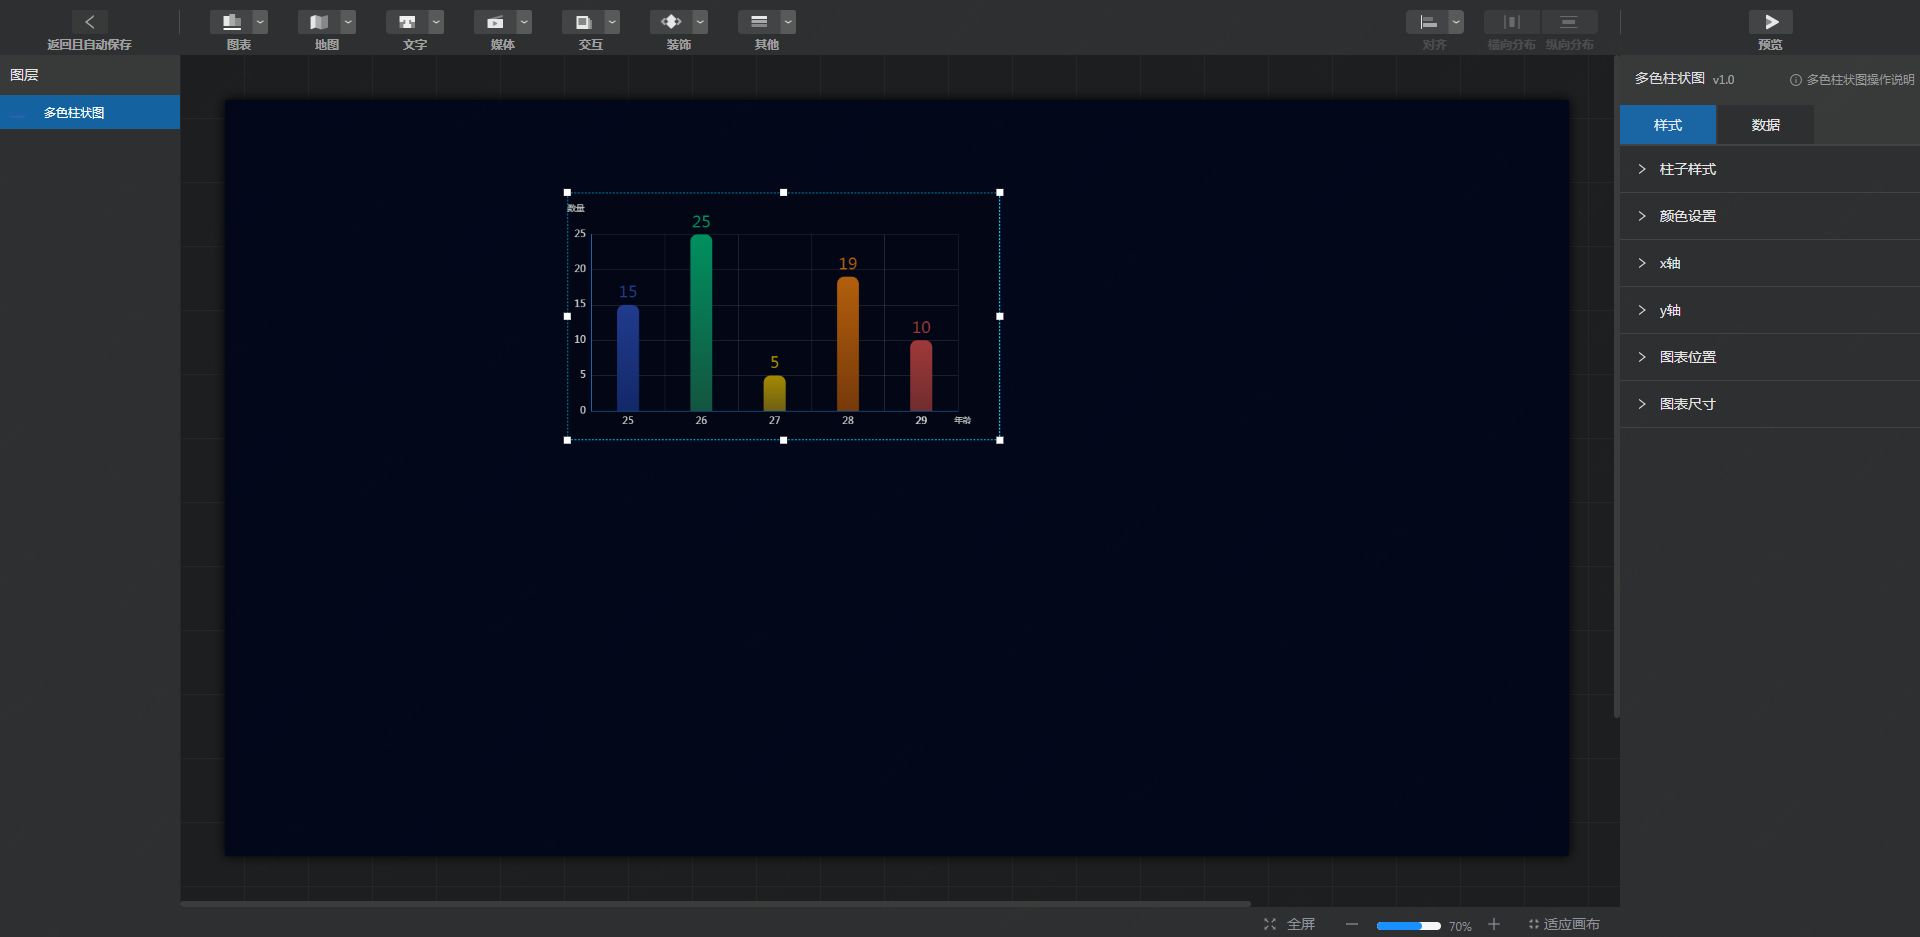 返回且自动保存
图表
地图
文字
媒体
交互
装饰
其他
对齐
横向分布
纵向分布
预览
图层
多色柱状图
数量
25
20
15
10
5
0
15
25
5
19
10
25
26
27
28
29
年龄
多色柱状图 v1.0
多色柱状图操作说明
样式
数据
柱子样式
颜色设置
x轴
y轴
图表位置
图表尺寸
全屏
70%
适应画布